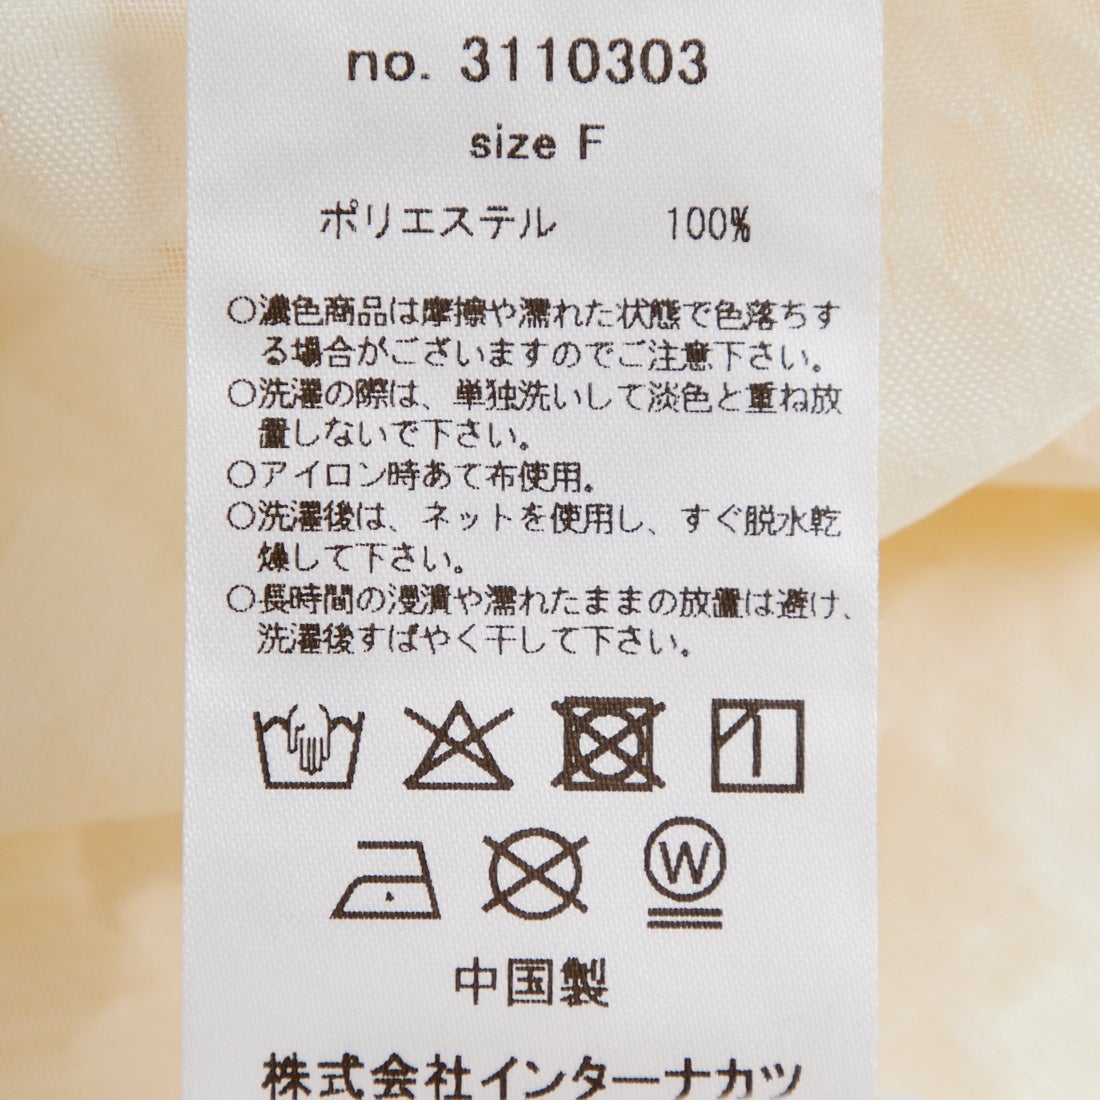 no. 3110303
size F
ポリエステル 100%
○濃色商品は摩擦や濡れた状態で色落ちす
る場合がございますのでご注意下さい。
○洗濯の際は、単独洗いして淡色と重ね放
置しないで下さい。
○アイロン時あて布使用。
○洗濯後は、ネットを使用し、すぐ脱水乾
燥して下さい。
○長時間の浸漬や濡れたままの放置は避け、
洗濯後すばやく干して下さい。
W
中国製
株式会社インターナカツ